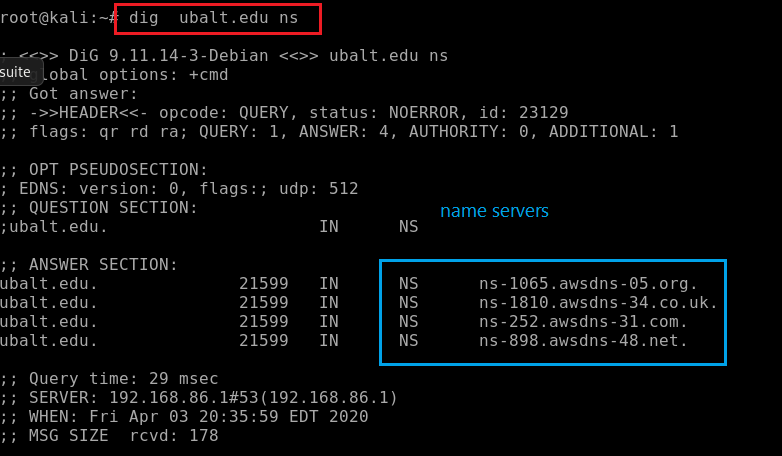 root@kali:~# dig  ubalt.edu ns
; <<>> DiG 9.11.14-3-Debian <<>> ubalt.edu ns
suite
global options: +cmd
;; Got answer:
;; ->>HEADER<<- opcode: QUERY, status: NOERROR, id: 23129
;; flags: qr rd ra; QUERY: 1, ANSWER: 4, AUTHORITY: 0, ADDITIONAL: 1
;; OPT PSEUDOSECTION:
; EDNS: version: 0, flags:; udp: 512
;; QUESTION SECTION:
name servers
;ubalt.edu. IN NS
;; ANSWER SECTION:
ubalt.edu. 21599 IN NS ns-1065.awsdns-05.org.
ubalt.edu. 21599 IN NS ns-1810.awsdns-34.co.uk.
ubalt.edu. 21599 IN NS ns-252.awsdns-31.com.
ubalt.edu. 21599 IN NS ns-898.awsdns-48.net.
;; Query time: 29 msec
;; SERVER: 192.168.86.1#53(192.168.86.1)
;; WHEN: Fri Apr 03 20:35:59 EDT 2020
;; MSG SIZE  rcvd: 178